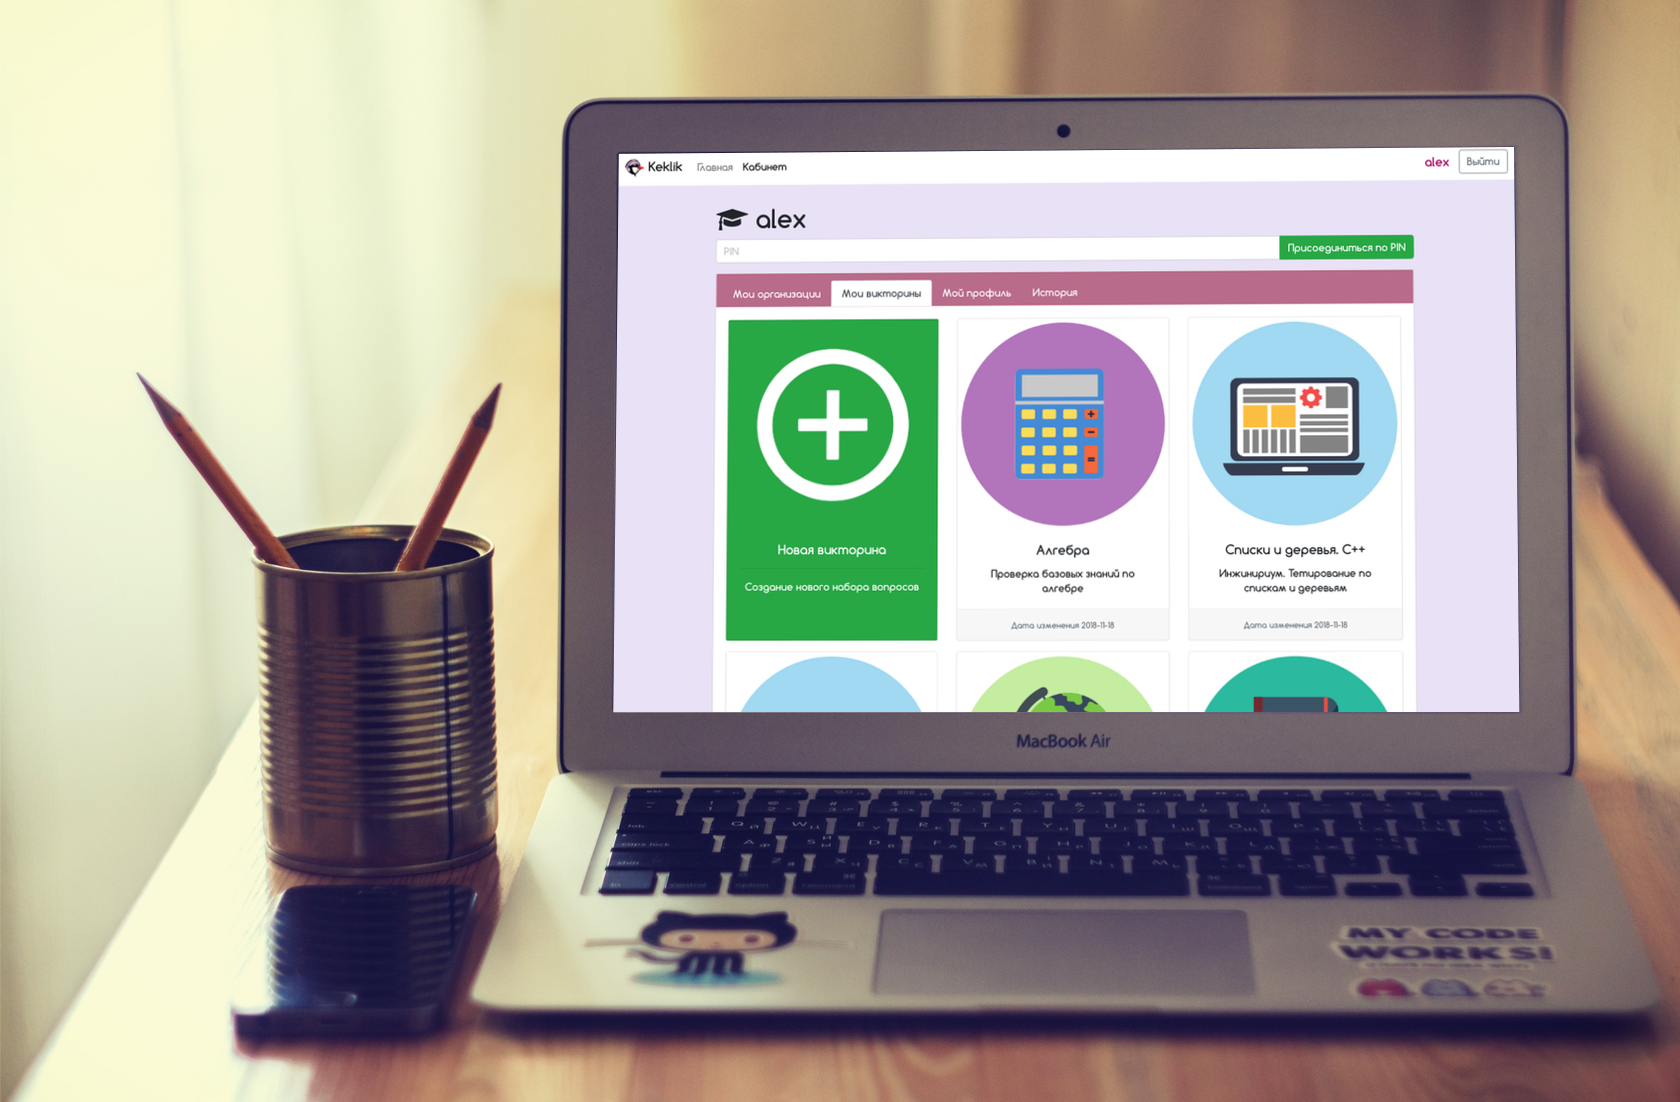 Keklik Главная Кабинет
alex Выйти
alex
PIN Присоединиться по PIN
Мои организации Мои викторины Мой профиль История
Новая викторина
Создание нового набора вопросов
Алгебра
Проверка базовых знаний по
алгебре
Дата изменения 2018-11-18
Списки и деревья. C++
Инжинириум. Тетирование по
спискам и деревьям
Дата изменения 2018-11-18
MacBook Air
MY CODE
WORKS!